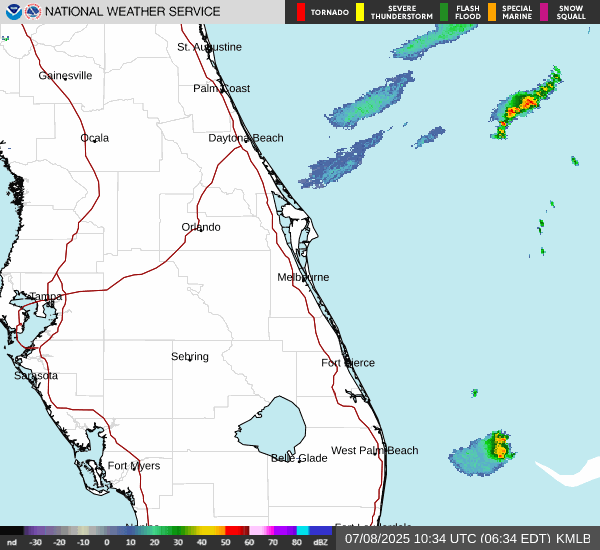 NATIONAL WEATHER SERVICE
TORNADO
SEVERE
THUNDERSTORM
FLASH
FLOOD
SPECIAL
MARINE
SNOW
SQUALL
St. Augustine
Gainesville
Palm Coast
Ocala
Daytona Beach
Orlando
Melbourne
Tampa
Sebring
Fort Pierce
Sarasota
West Palm Beach
Belle Glade
Fort Myers
nd -30 -20 -10 0 10 20 30 40 50 60 70 80 dBZ
07/08/2025 10:34 UTC (06:34 EDT) KMLB